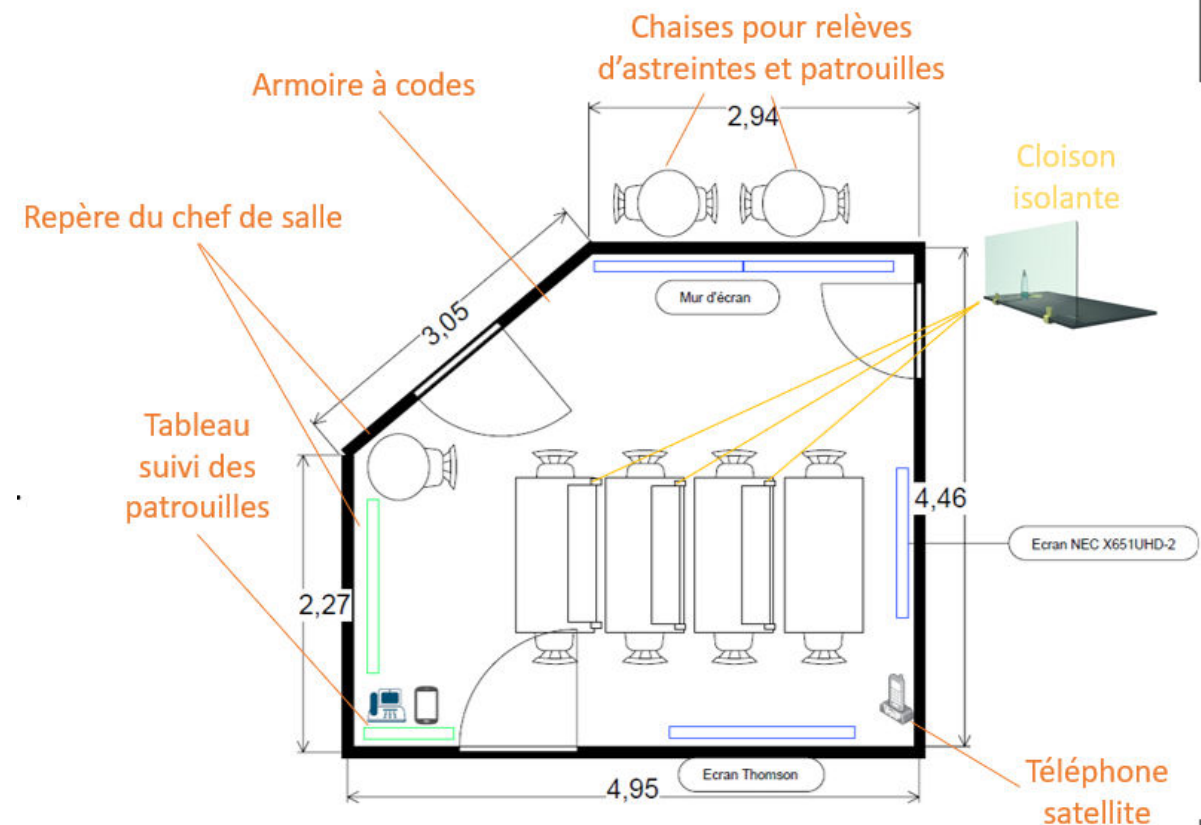 Chaises pour relèves
d'astreintes et patrouilles
Armoire à codes
2,94
Cloison
isolante
Repère du chef de salle
Mur d'écran
3,05
Tableau
suivi des
patrouilles
4,46
Ecran NEC X651UHD-2
2,27
Ecran Thomson
4,95
Téléphone
satellite